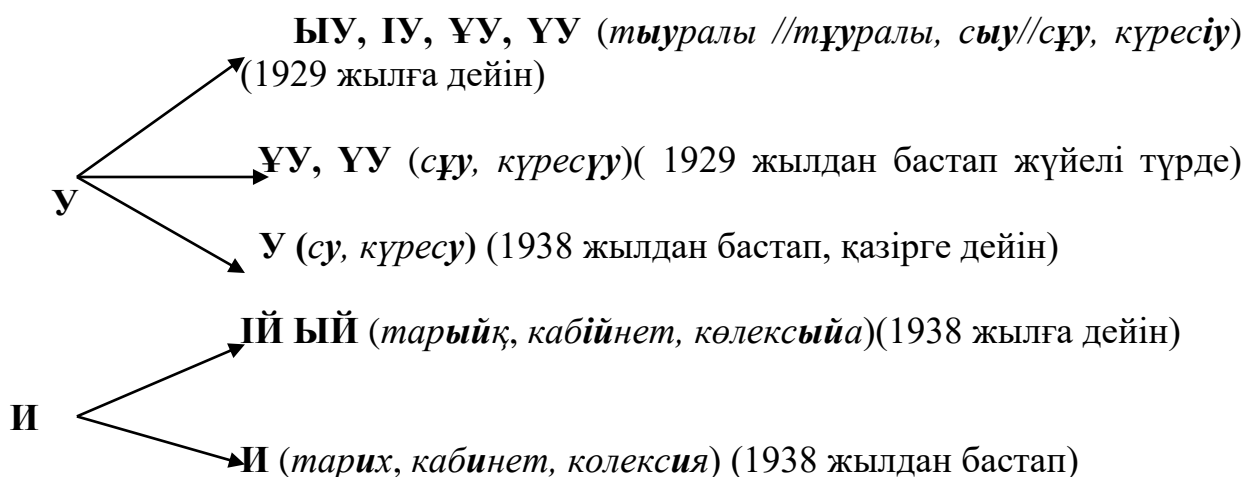 ЫУ, ІУ, ҰУ, ҮУ (тыуралы //тұуралы, сыу//сұу, күресіу)
(1929 жылға дейін)
ҰУ, ҮУ (сұу, күресүу)( 1929 жылдан бастап жүйелі түрде)
У
У (су, күресу) (1938 жылдан бастап, қазірге дейін)
ІЙ ЫЙ (тарыйқ, кабійнет, көлексыйа)(1938 жылға дейін)
И
И (тарих, кабинет, колексия) (1938 жылдан бастап)